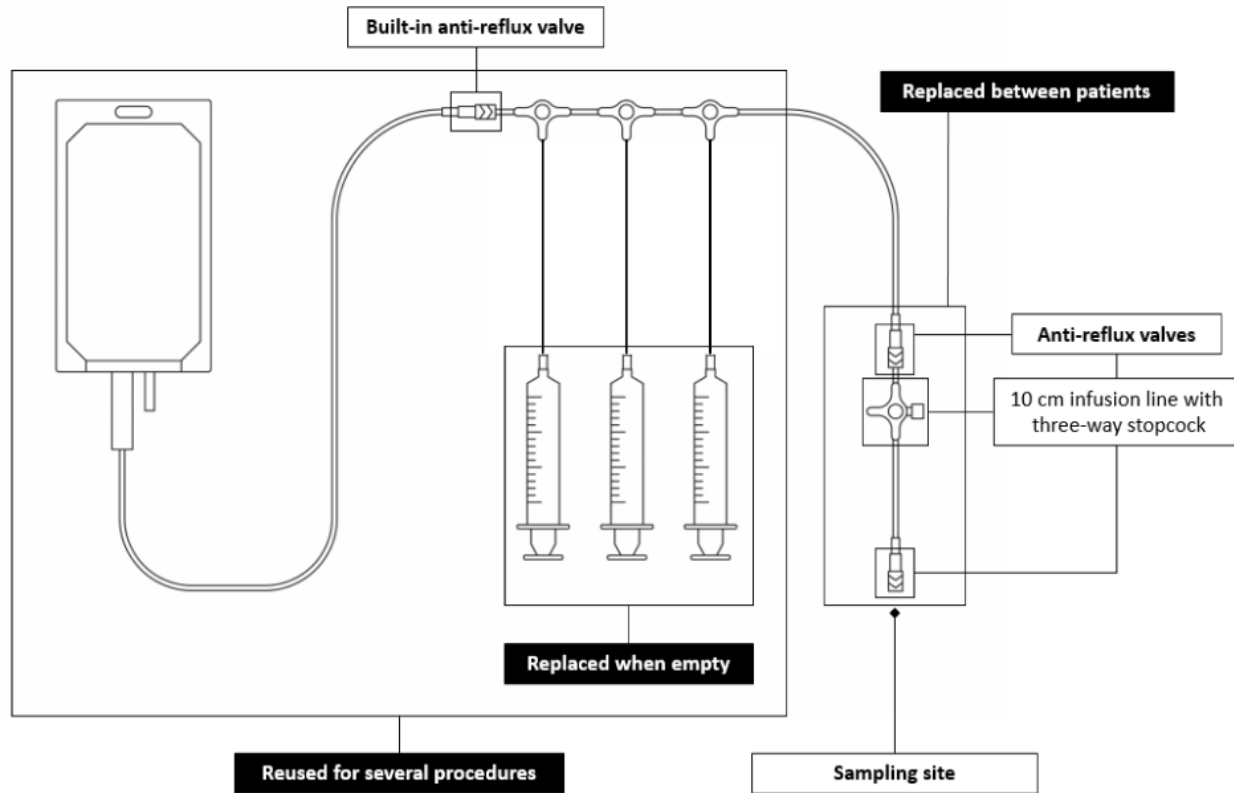 Built-in anti-reflux valve
Replaced between patients
Anti-reflux valves
10 cm infusion line with
three-way stopcock
Replaced when empty
Reused for several procedures
Sampling site